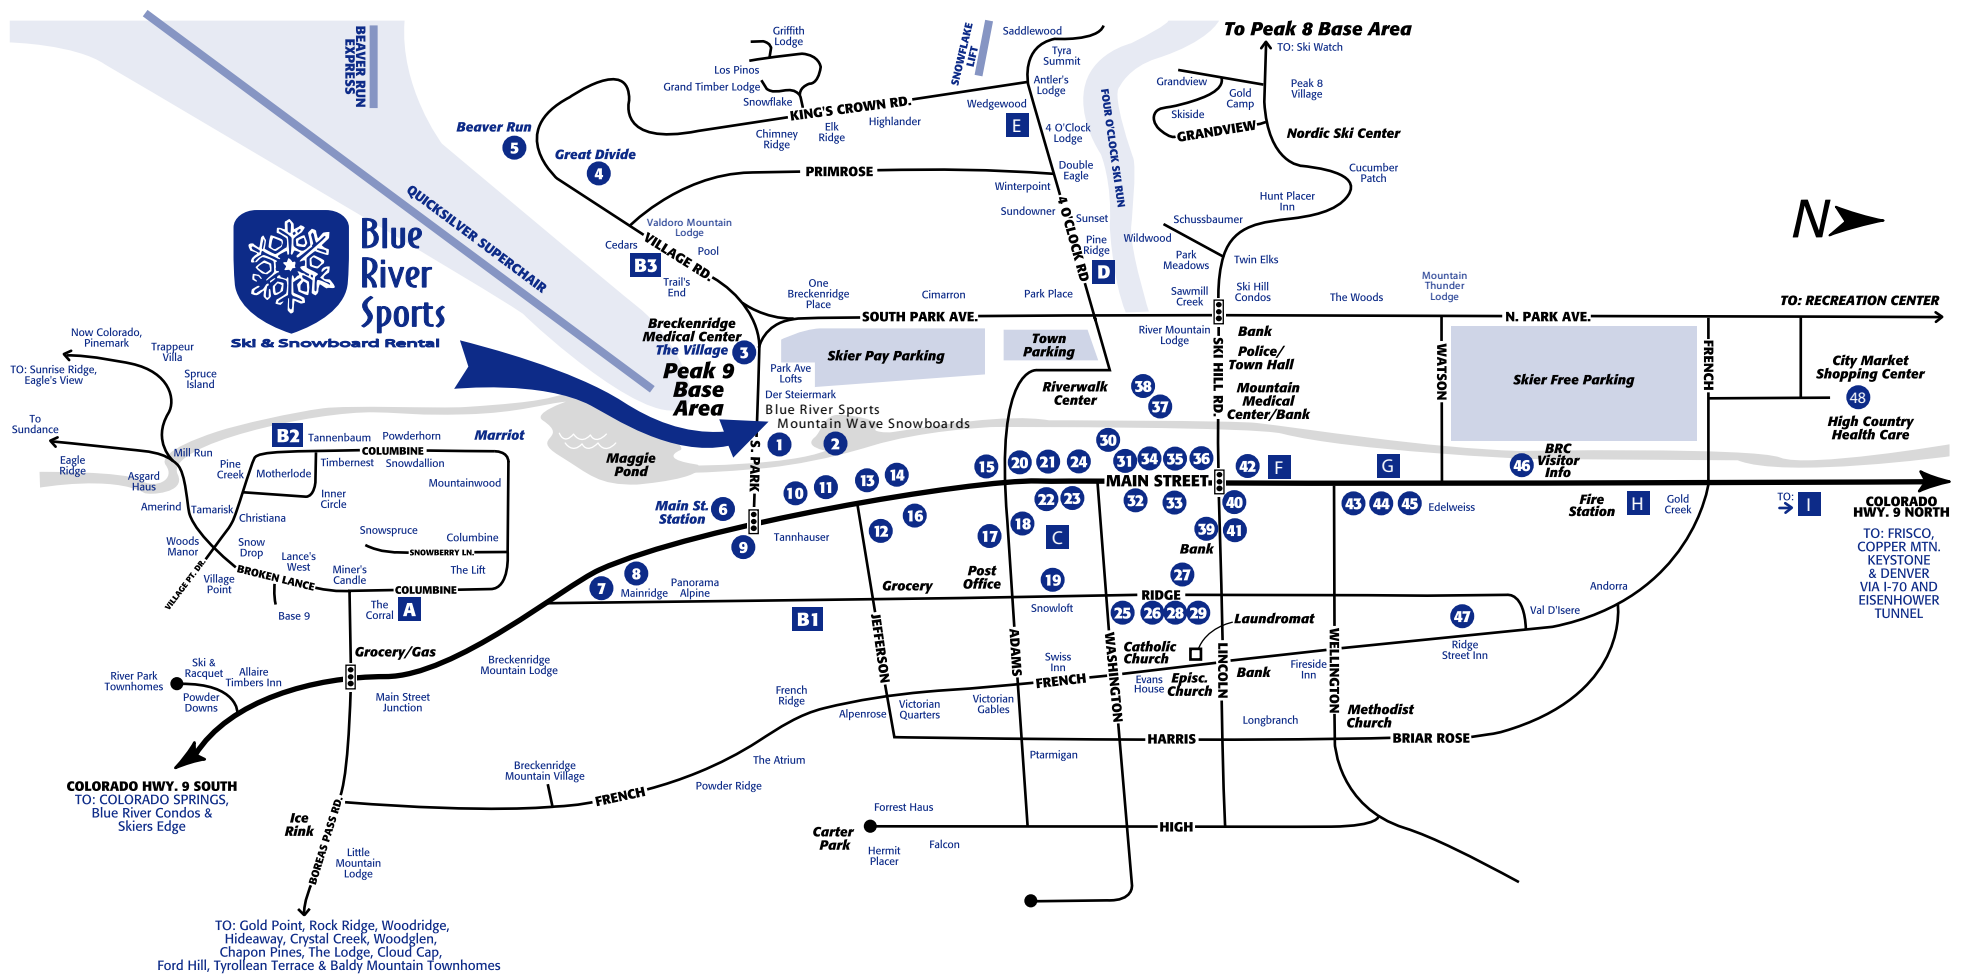 To Peak 8 Base Area
TO: Ski Watch
Griffith
Lodge
Los Pinos
Grand Timber Lodge
Snowflake
SNOWFLAKE
LIFT
Saddlewood
Tyra
Summit
Antler's
Lodge
Wedgewood
E
4 O'Clock
Lodge
Double
Eagle
Winterpoint
Sundowner
Sunset
Pine
Ridge
D
FOUR O'CLOCK SKI RUN
Grandview
Gold
Camp
Peak 8
Village
Skiside
GRANDVIEW
Nordic Ski Center
Cucumber
Patch
Hunt Placer
Inn
Schussbaumer
Wildwood
Park
Meadows
Twin Elks
Sawmill
Creek
Ski Hill
Condos
The Woods
Mountain
Thunder
Lodge
N
BEAVER RUN
EXPRESS
QUICKSILVER SUPERCHAIR
Beaver Run
5
Great Divide
4
KING'S CROWN RD.
Chimney
Ridge
Elk
Ridge
Highlander
PRIMROSE
4 O'CLOCK RD
Valdoro Mountain
Lodge
Cedars
VILLAGE RD.
Pool
B3
Trail's
End
One
Breckenridge
Place
Cimarron
Park Place
Blue
River
Sports
Ski & Snowboard Rental
SOUTH PARK AVE.
N. PARK AVE.
TO: RECREATION CENTER
Breckenridge
Medical Center
The Village
3
Peak 9
Base
Area
Skier Pay Parking
Town
Parking
Park Ave
Lofts
Der Steiermark
Blue River Sports
Mountain Wave Snowboards
1
2
River Mountain
Lodge
SKI HILL RD.
Bank
Police/
Town Hall
Mountain
Medical
Center/Bank
Riverwalk
Center
38
37
WATSON
Skier Free Parking
FRENCH
City Market
Shopping Center
48
High Country
Health Care
Now Colorado,
Pinemark
TO: Sunrise Ridge,
Eagle's View
Trappeur
Villa
Spruce
Island
To
Sundance
Eagle
Ridge
Mill Run
Asgard
Haus
Amerind
Tamarisk
Pine
Creek
B2
Tannenbaum
Powderhorn
Marriot
COLUMBINE
Motherlode
Timbernest
Snowdallion
Mountainwood
Inner
Circle
Christiana
Snowspruce
Columbine
SNOWBERRY LN.
The Lift
Woods
Manor
Snow
Drop
Lance's
West
Miner's
Candle
VILLAGE PT. DR.
Village
Point
BROKEN LANCE
COLUMBINE
Base 9
The
Corral
A
Maggie
Pond
S. PARK
Main St.
Station
6
9
10
11
13
14
15
20
21
24
30
31
34
35
36
42
F
G
46
BRC
Visitor
Info
MAIN STREET
Tannhauser
12
16
17
18
22
23
C
32
33
40
39
41
Bank
43
44
45
Edelweiss
Fire
Station
H
Gold
Creek
TO:
I
COLORADO
HWY. 9 NORTH
TO: FRISCO,
COPPER MTN.
KEYSTONE
& DENVER
VIA I-70 AND
EISENHOWER
TUNNEL
7
8
Mainridge
Panorama
Alpine
B1
Grocery
Post
Office
19
Snowloft
27
RIDGE
25
26
28
29
Laundromat
47
Ridge
Street Inn
Val D'Isere
Andorra
JEFFERSON
ADAMS
WASHINGTON
LINCOLN
WELLINGTON
Catholic
Church
Episc.
Church
Bank
Fireside
Inn
Swiss
Inn
FRENCH
Evans
House
Methodist
Church
Longbranch
River Park
Townhomes
Ski &
Racquet
Powder
Downs
Allaire
Timbers Inn
Grocery/Gas
Main Street
Junction
Breckenridge
Mountain Lodge
French
Ridge
Alpenrose
Victorian
Quarters
Victorian
Gables
HARRIS
BRIAR ROSE
Ptarmigan
The Atrium
Powder Ridge
Breckenridge
Mountain Village
FRENCH
COLORADO HWY. 9 SOUTH
TO: COLORADO SPRINGS,
Blue River Condos &
Skiers Edge
Ice
Rink
BOREAS PASS RD.
Little
Mountain
Lodge
Forrest Haus
Carter
Park
HIGH
Hermit
Placer
Falcon
TO: Gold Point, Rock Ridge, Woodridge,
Hideaway, Crystal Creek, Woodglen,
Chapon Pines, The Lodge, Cloud Cap,
Ford Hill, Tyrollean Terrace & Baldy Mountain Townhomes